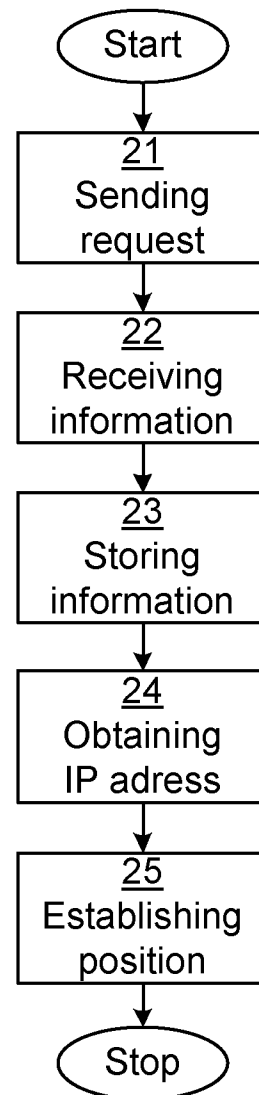 Start
21
Sending
request
22
Receiving
information
23
Storing
information
24
Obtaining
IP adress
25
Establishing
position
Stop